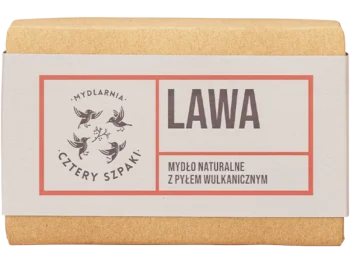 MYDLARNIA
CZTERY SZPAKI
LAWA
MYDŁO NATURALNE
Z PYŁEM WULKANICZNYM